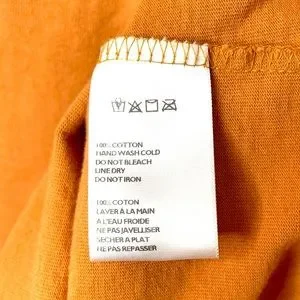 100% COTTON
HAND WASH COLD
DO NOT BLEACH
LINE DRY
DO NOT IRON
100% COTTON
LAVER À LA MAIN
A L'EAU FROIDE
NE PAS JAVELLISER
SECHER A PLAT
NE PAS REPASSER